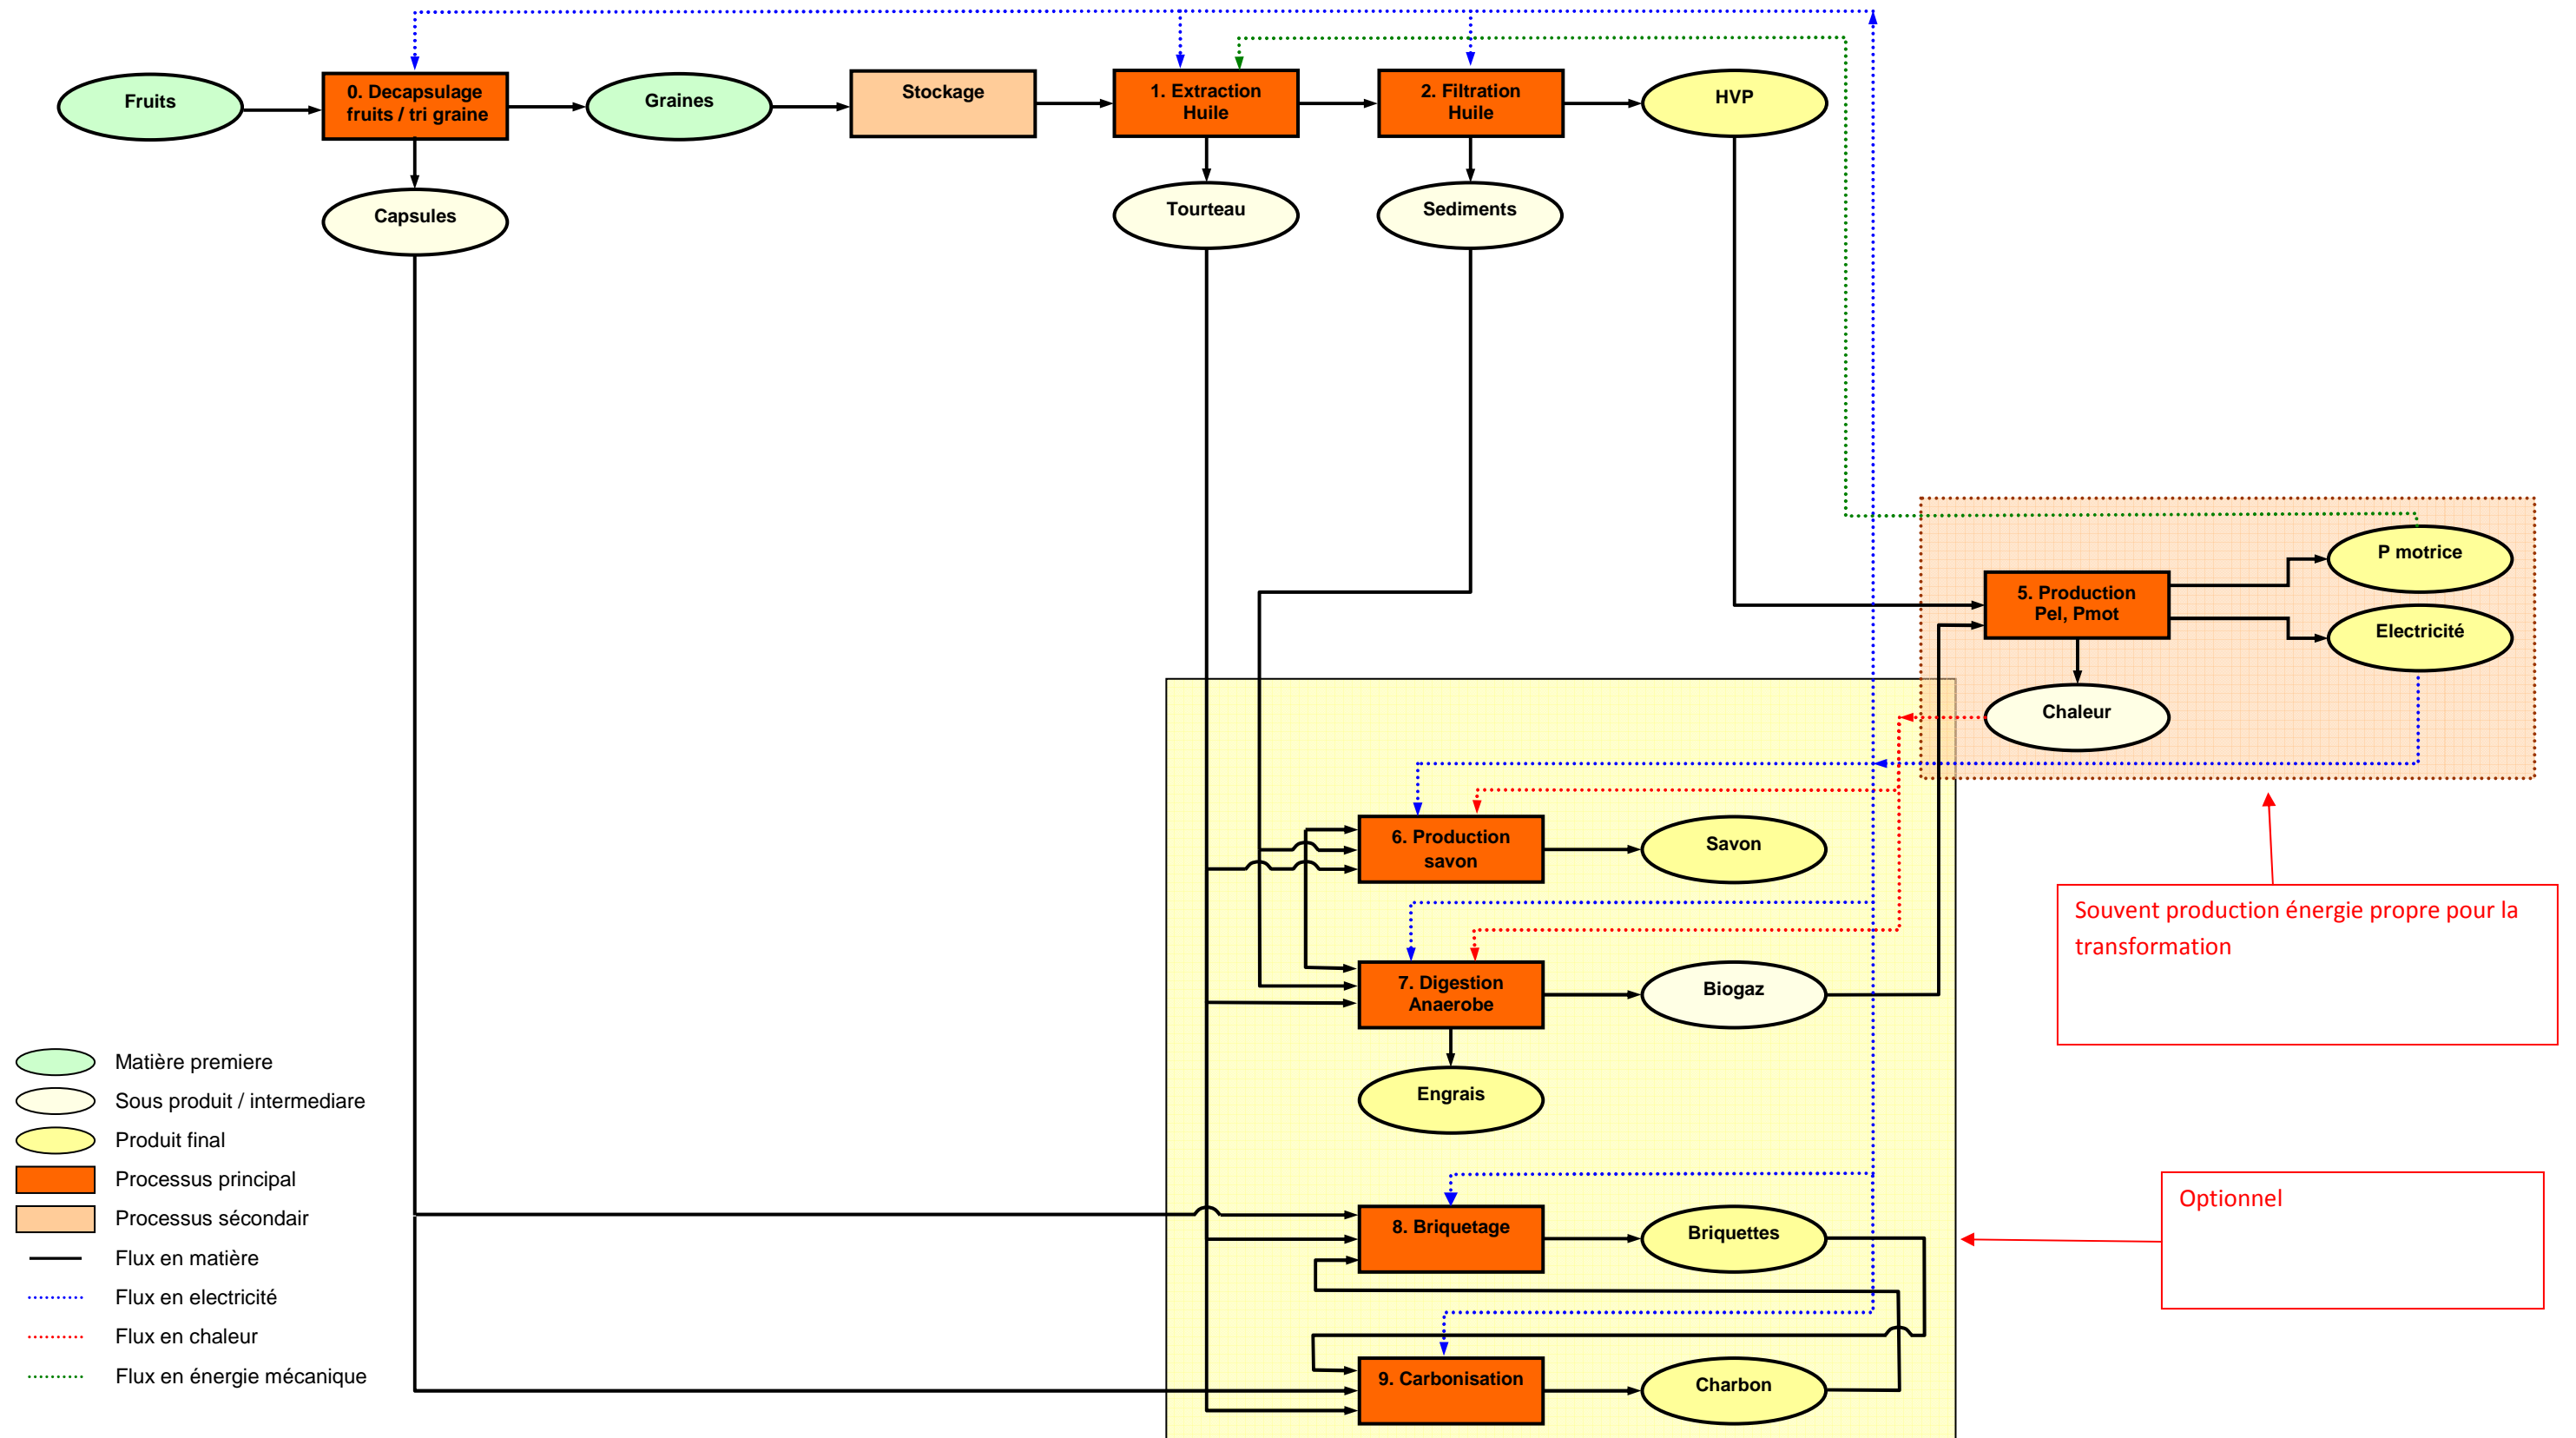 Fruits
0. Decapsulage
fruits / tri graine
Graines
Stockage
1. Extraction
Huile
2. Filtration
Huile
HVP
Capsules
Tourteau
Sediments
P motrice
5. Production
Pel, Pmot
Electricité
Chaleur
6. Production
savon
Savon
Souvent production énergie propre pour la
transformation
7. Digestion
Anaerobe
Biogaz
Engrais
Optionnel
8. Briquetage
Briquettes
9. Carbonisation
Charbon
Matière premiere
Sous produit / intermediare
Produit final
Processus principal
Processus sécondair
Flux en matière
Flux en electricité
Flux en chaleur
Flux en énergie mécanique